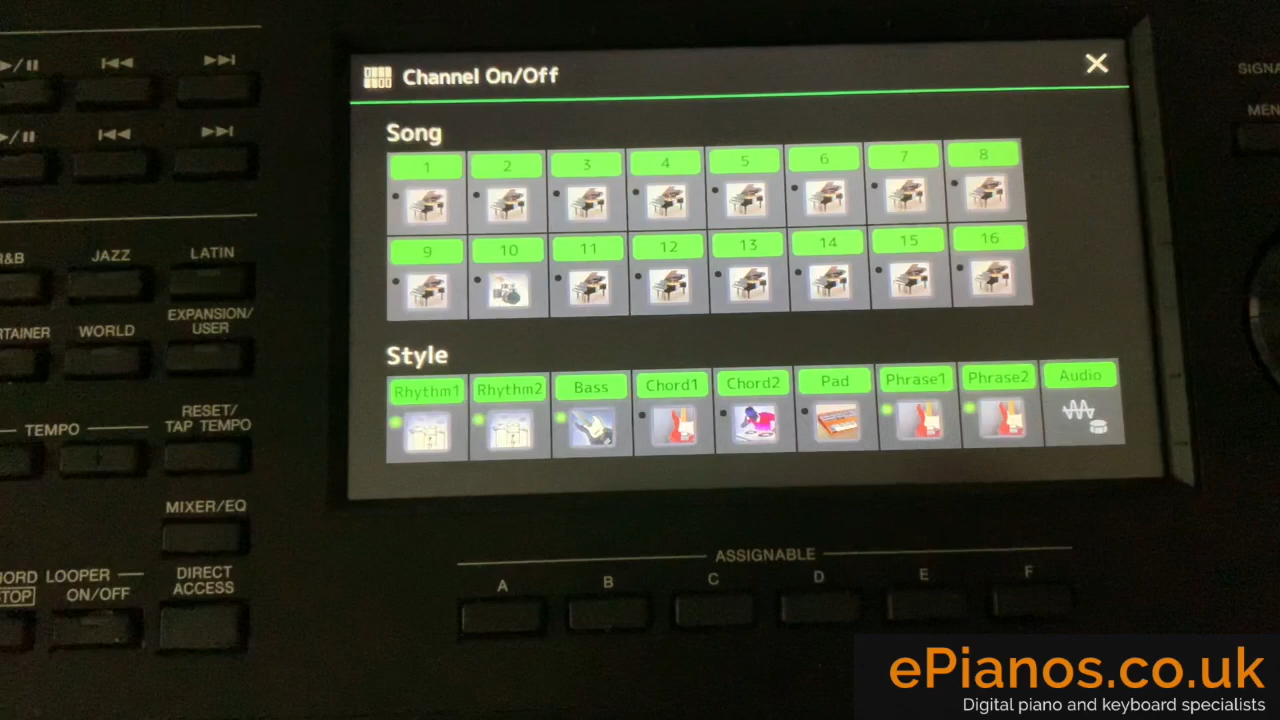 Channel On/Off
Song
1 2 3 4 5 6 7 8
9 10 11 12 13 14 15 16
Style
Rhythm1 Rhythm2 Bass Chord1 Chord2 Pad Phrase1 Phrase2 Audio
JAZZ
LATIN
WORLD
EXPANSION/
USER
TEMPO
RESET/
TAP TEMPO
MIXER/EQ
LOOPER
ON/OFF
DIRECT
ACCESS
ASSIGNABLE
A B C D E F
ePianos.co.uk
Digital piano and keyboard specialists